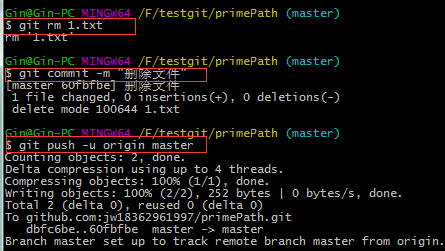 Gin@Gin-PC MINGW64 /F/testgit/primePath (master)
$ git rm 1.txt
rm '1.txt'
Gin@Gin-PC MINGW64 /F/testgit/primePath (master)
$ git commit -m "删除文件"
[master 60fbfbe] 删除文件
1 file changed, 0 insertions(+), 0 deletions(-)
delete mode 100644 1.txt
Gin@Gin-PC MINGW64 /F/testgit/primePath (master)
$ git push -u origin master
Counting objects: 2, done.
Delta compression using up to 4 threads.
Compressing objects: 100% (1/1), done.
Writing objects: 100% (2/2), 252 bytes | 0 bytes/s, done.
Total 2 (delta 0), reused 0 (delta 0)
To github.com:jw18362961997/primePath.git
dbfc6be..60fbfbe  master -> master
Branch master set up to track remote branch master from origin.